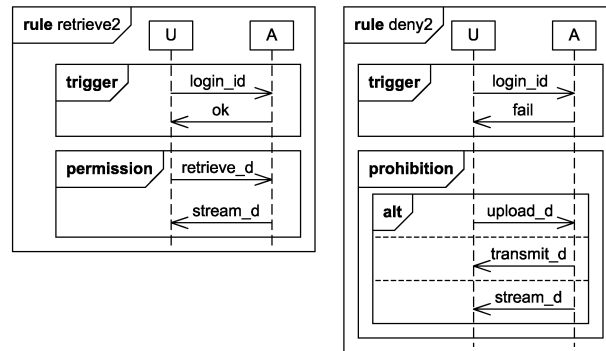 rule retrieve2
U
A
trigger
login_id
ok
permission
retrieve_d
stream_d
rule deny2
U
A
trigger
login_id
fail
prohibition
alt
upload_d
transmit_d
stream_d